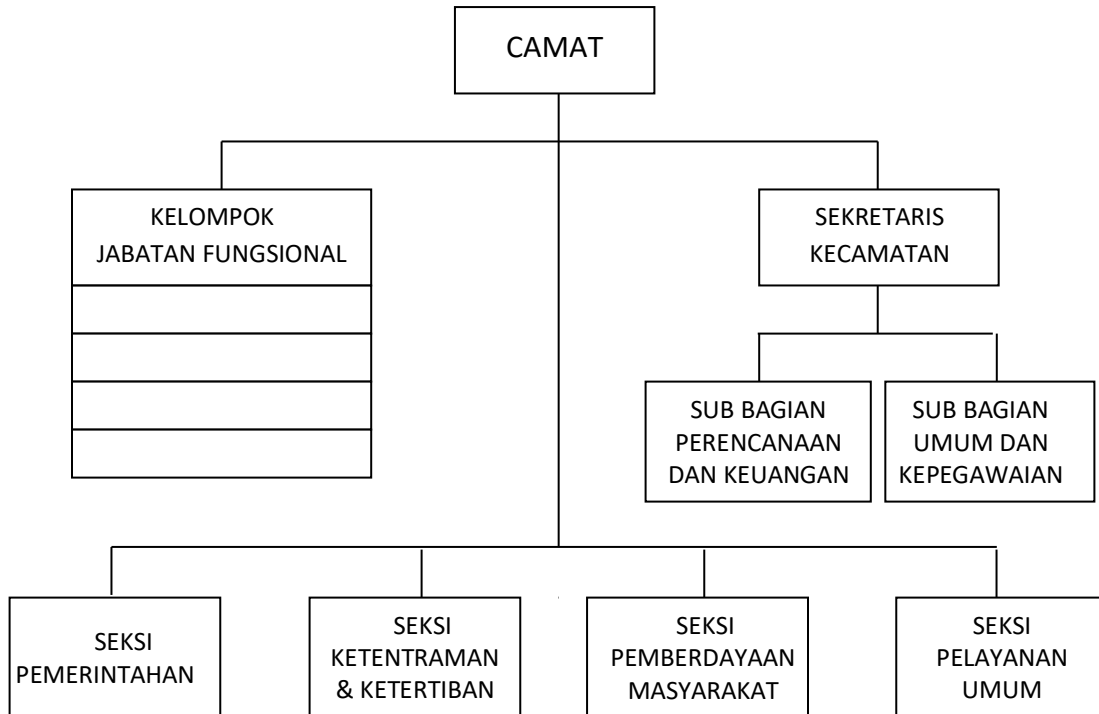 CAMAT
KELOMPOK
JABATAN FUNGSIONAL
SEKRETARIS
KECAMATAN
SUB BAGIAN
PERENCANAAN
DAN KEUANGAN
SUB BAGIAN
UMUM DAN
KEPEGAWAIAN
SEKSI
PEMERINTAHAN
SEKSI
KETENTRAMAN
& KETERTIBAN
SEKSI
PEMBERDAYAAN
MASYARAKAT
SEKSI
PELAYANAN
UMUM